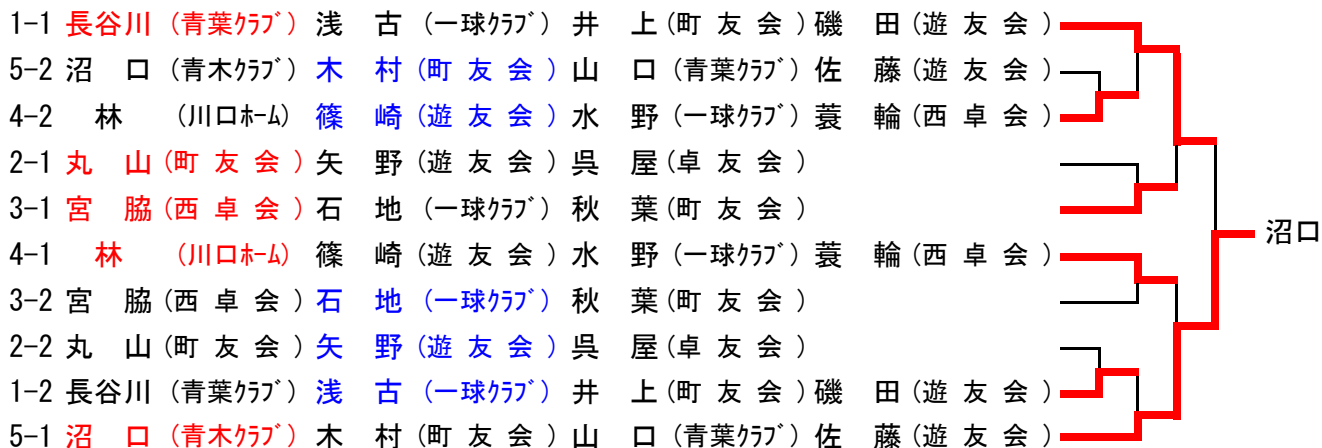 1-1 長谷川 (青葉ｸﾗﾌﾞ) 浅 古 (一球ｸﾗﾌﾞ) 井 上 (町 友 会) 磯 田 (遊 友 会)
5-2 沼 口 (青木ｸﾗﾌﾞ) 木 村 (町 友 会) 山 口 (青葉ｸﾗﾌﾞ) 佐 藤 (遊 友 会)
4-2 林 (川口ﾎｰﾑ) 篠 崎 (遊 友 会) 水 野 (一球ｸﾗﾌﾞ) 蓑 輪 (西 卓 会)
2-1 丸 山 (町 友 会) 矢 野 (遊 友 会) 呉 屋 (卓 友 会)
3-1 宮 脇 (西 卓 会) 石 地 (一球ｸﾗﾌﾞ) 秋 葉 (町 友 会)
沼口
4-1 林 (川口ﾎｰﾑ) 篠 崎 (遊 友 会) 水 野 (一球ｸﾗﾌﾞ) 蓑 輪 (西 卓 会)
3-2 宮 脇 (西 卓 会) 石 地 (一球ｸﾗﾌﾞ) 秋 葉 (町 友 会)
2-2 丸 山 (町 友 会) 矢 野 (遊 友 会) 呉 屋 (卓 友 会)
1-2 長谷川 (青葉ｸﾗﾌﾞ) 浅 古 (一球ｸﾗﾌﾞ) 井 上 (町 友 会) 磯 田 (遊 友 会)
5-1 沼 口 (青木ｸﾗﾌﾞ) 木 村 (町 友 会) 山 口 (青葉ｸﾗﾌﾞ) 佐 藤 (遊 友 会)